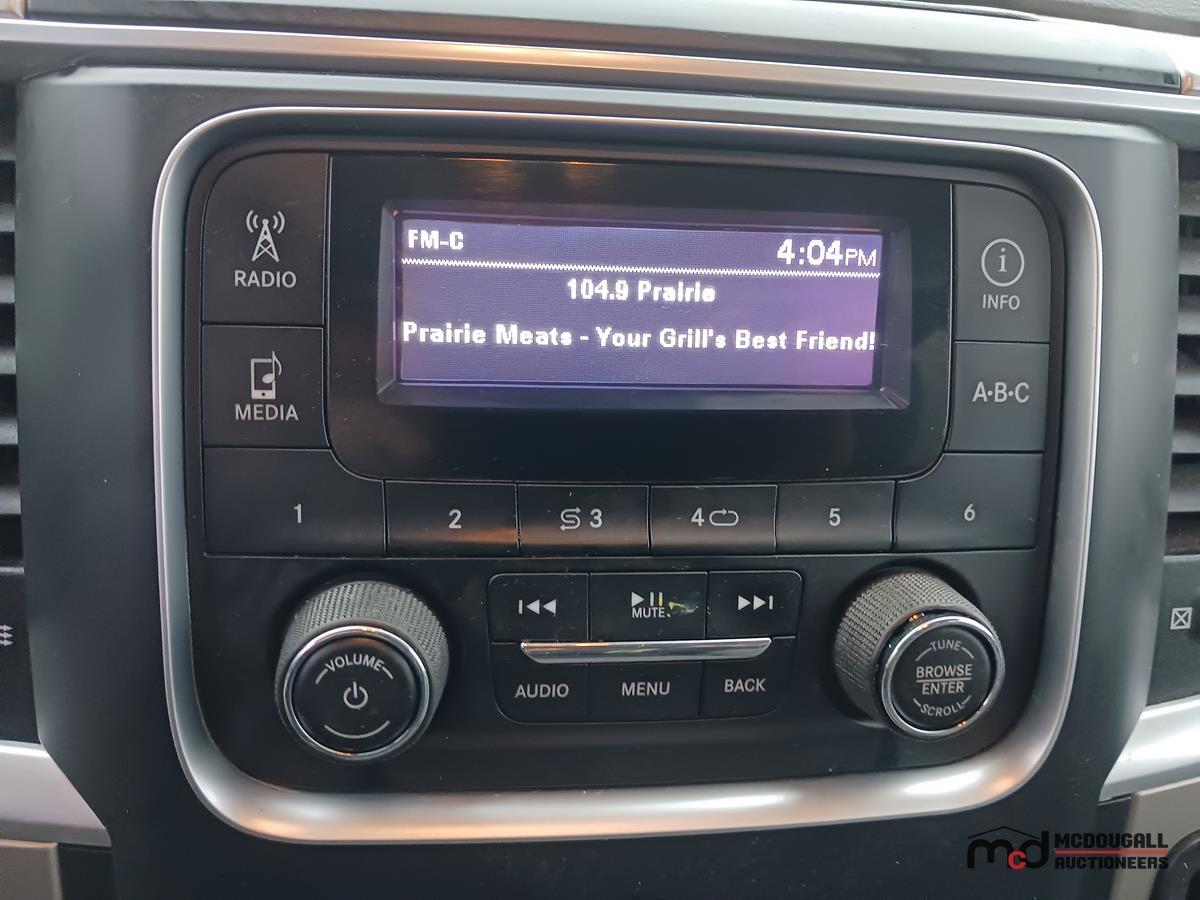 FM-C 4:04PM
104.9 Prairie
Prairie Meats - Your Grill's Best Friend!
RADIO
MEDIA
i
INFO
A·B·C
1 2 3 4 5 6
MUTE
VOLUME
AUDIO MENU BACK
TUNE
BROWSE
ENTER
SCROLL
mcd
MCDOUGALL
AUCTIONEERS